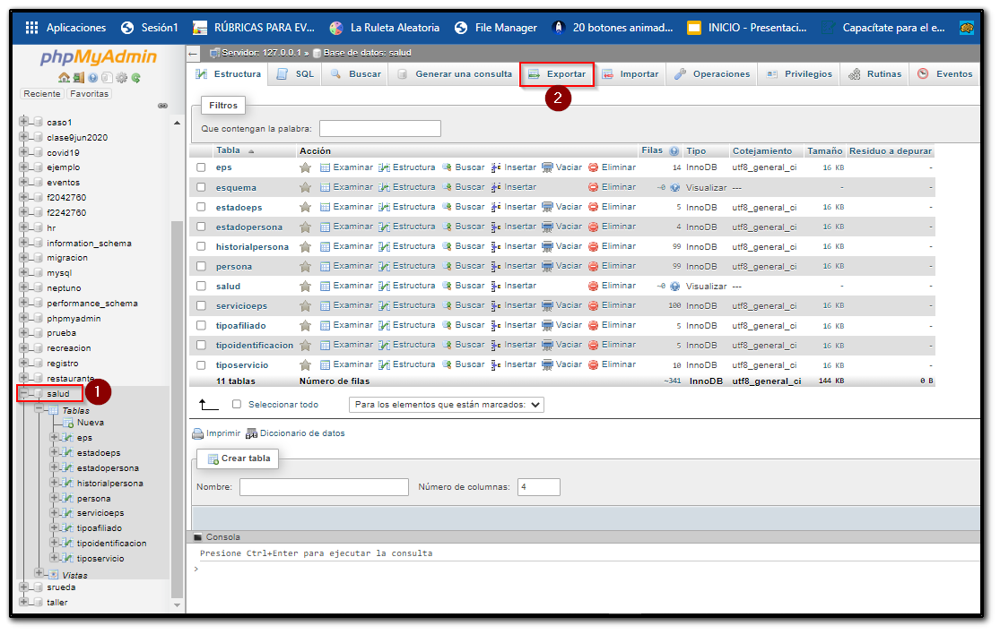 Aplicaciones Sesión1 RÚBRICAS PARA EV... La Ruleta Aleatoria File Manager 20 botones animad... INICIO - Presentaci... Capacítate para el e...
phpMyAdmin
Reciente Favoritas
caso1
clase9jun2020
covid19
ejemplo
eventos
f2042760
f2242760
hr
information_schema
migracion
mysql
neptuno
performance_schema
phpmyadmin
prueba
recreacion
registro
restaurante
salud 1
Tablas
Nueva
eps
estadoeps
estadopersona
historialpersona
persona
servicioeps
tipoafiliado
tipoidentificacion
tiposervicio
Vistas
srueda
taller
Servidor: 127.0.0.1 » Base de datos: salud
Estructura SQL Buscar Generar una consulta Exportar Importar Operaciones Privilegios Rutinas Eventos
2
Filtros
Que contengan la palabra:
Tabla Acción Filas Tipo Cotejamiento Tamaño Residuo a depurar
eps Examinar Estructura Buscar Insertar Vaciar Eliminar 14 InnoDB utf8_general_ci 16 KB -
esquema Examinar Estructura Buscar Insertar Eliminar ~0 Visualizar --- - -
estadoeps Examinar Estructura Buscar Insertar Vaciar Eliminar 5 InnoDB utf8_general_ci 16 KB -
estadopersona Examinar Estructura Buscar Insertar Vaciar Eliminar 4 InnoDB utf8_general_ci 16 KB -
historialpersona Examinar Estructura Buscar Insertar Vaciar Eliminar 99 InnoDB utf8_general_ci 16 KB -
persona Examinar Estructura Buscar Insertar Vaciar Eliminar 99 InnoDB utf8_general_ci 16 KB -
salud Examinar Estructura Buscar Insertar Eliminar ~0 Visualizar --- - -
servicioeps Examinar Estructura Buscar Insertar Vaciar Eliminar 100 InnoDB utf8_general_ci 16 KB -
tipoafiliado Examinar Estructura Buscar Insertar Vaciar Eliminar 5 InnoDB utf8_general_ci 16 KB -
tipoidentificacion Examinar Estructura Buscar Insertar Vaciar Eliminar 5 InnoDB utf8_general_ci 16 KB -
tiposervicio Examinar Estructura Buscar Insertar Vaciar Eliminar 10 InnoDB utf8_general_ci 16 KB -
11 tablas Número de filas ~341 InnoDB utf8_general_ci 144 KB 0 B
Seleccionar todo Para los elementos que están marcados:
Imprimir Diccionario de datos
Crear tabla
Nombre: Número de columnas: 4
Consola
Presione Ctrl+Enter para ejecutar la consulta
>